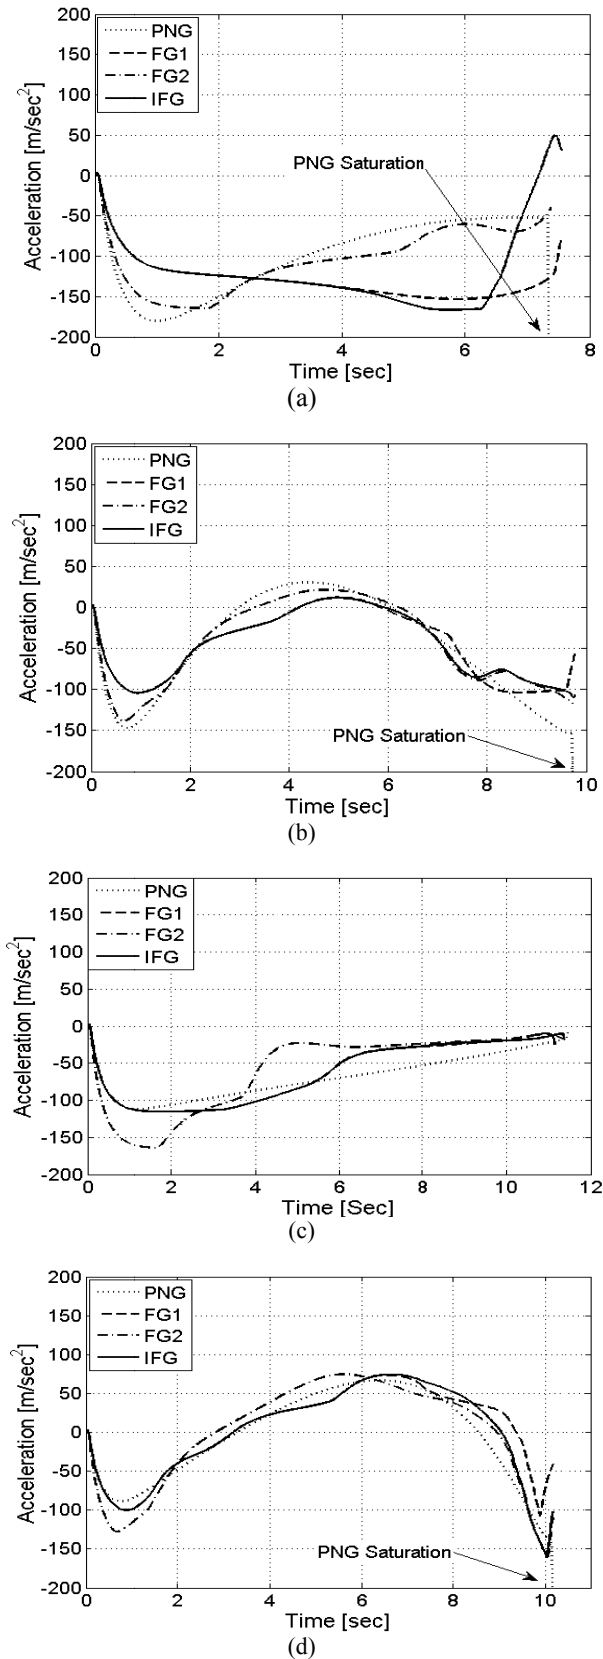 200
150
100
50
0
-50
-100
-150
-200
Acceleration [m/sec²]
PNG
FG1
FG2
IFG
PNG Saturation
0 2 4 6 8
Time [sec]
(a)
200
150
100
50
0
-50
-100
-150
-200
Acceleration [m/sec²]
PNG
FG1
FG2
IFG
PNG Saturation
0 2 4 6 8 10
Time [sec]
(b)
200
150
100
50
0
-50
-100
-150
-200
Acceleration [m/sec²]
PNG
FG1
FG2
IFG
0 2 4 6 8 10 12
Time [Sec]
(c)
200
150
100
50
0
-50
-100
-150
-200
Acceleration [m/sec²]
PNG
FG1
FG2
IFG
PNG Saturation
0 2 4 6 8 10
Time [sec]
(d)